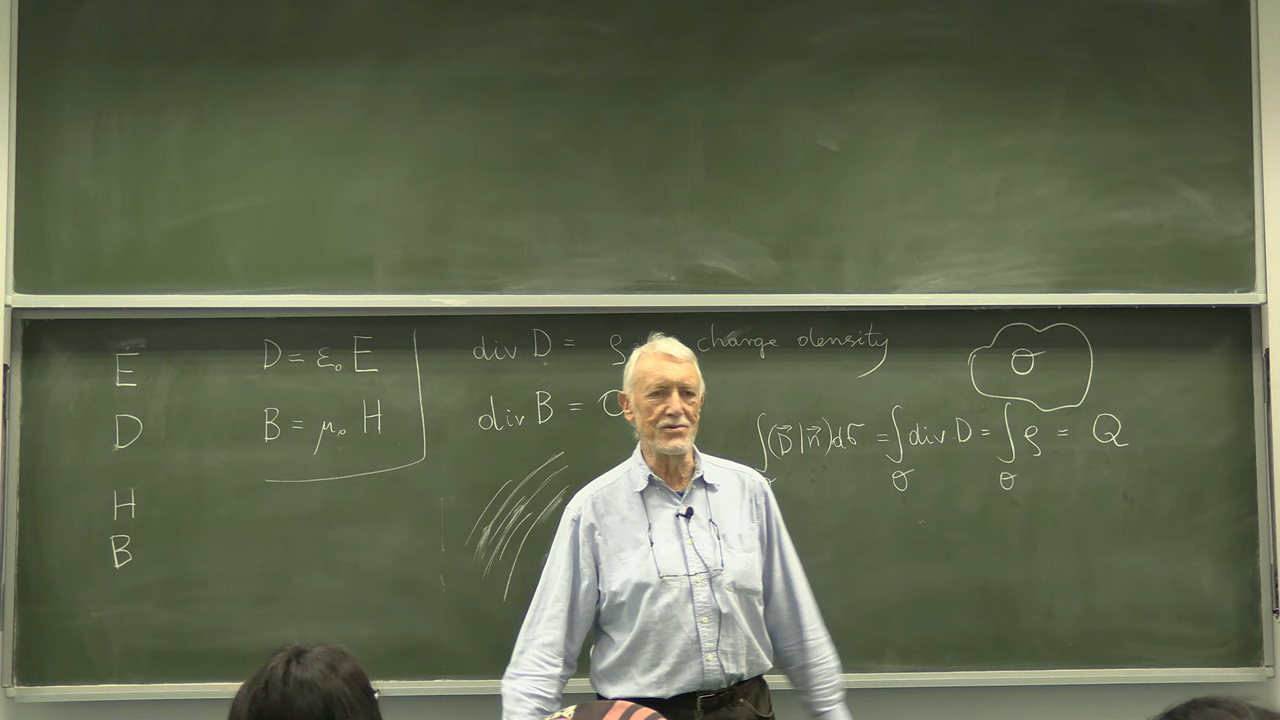 E
D
H
B
D = ε₀ E
B = μ₀ H
div D = ρ charge density
div B = 0
σ
∫(D⃗|n⃗)dσ = ∫σ div D = ∫σ ρ = Q